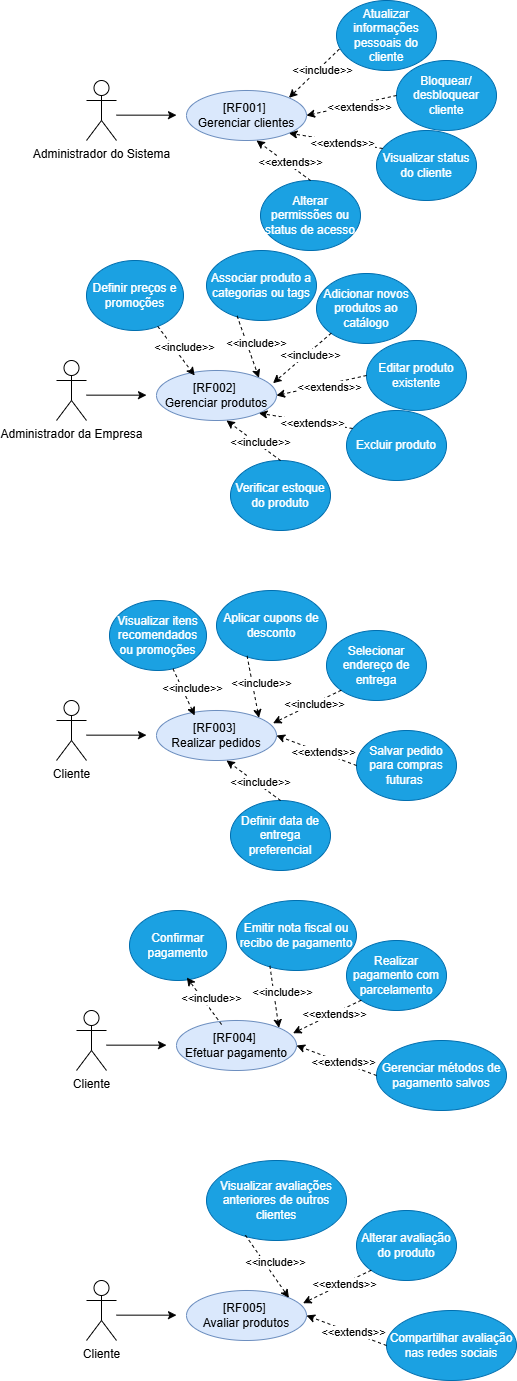 Atualizar
informações
pessoais do
cliente
<<include>>
Bloquear/
desbloquear
cliente
<<extends>>
[RF001]
Gerenciar clientes
<<extends>>
Administrador do Sistema
Visualizar status
do cliente
<<extends>>
Alterar
permissões ou
status de acesso
Definir preços e
promoções
Associar produto a
categorias ou tags
Adicionar novos
produtos ao
catálogo
<<include>>
<<include>>
<<include>>
[RF002]
Gerenciar produtos
<<extends>>
Editar produto
existente
Administrador da Empresa
<<extends>>
<<include>>
Excluir produto
Verificar estoque
do produto
Visualizar itens
recomendados
ou promoções
Aplicar cupons de
desconto
Selecionar
endereço de
entrega
<<include>>
<<include>>
<<include>>
[RF003]
Realizar pedidos
<<extends>>
Salvar pedido
para compras
futuras
Cliente
<<include>>
Definir data de
entrega
preferencial
Confirmar
pagamento
Emitir nota fiscal ou
recibo de pagamento
Realizar
pagamento com
parcelamento
<<include>>
<<include>>
<<extends>>
[RF004]
Efetuar pagamento
<<extends>>
Gerenciar métodos de
pagamento salvos
Cliente
Visualizar avaliações
anteriores de outros
clientes
Alterar avaliação
do produto
<<include>>
<<extends>>
[RF005]
Avaliar produtos
<<extends>>
Compartilhar avaliação
nas redes sociais
Cliente